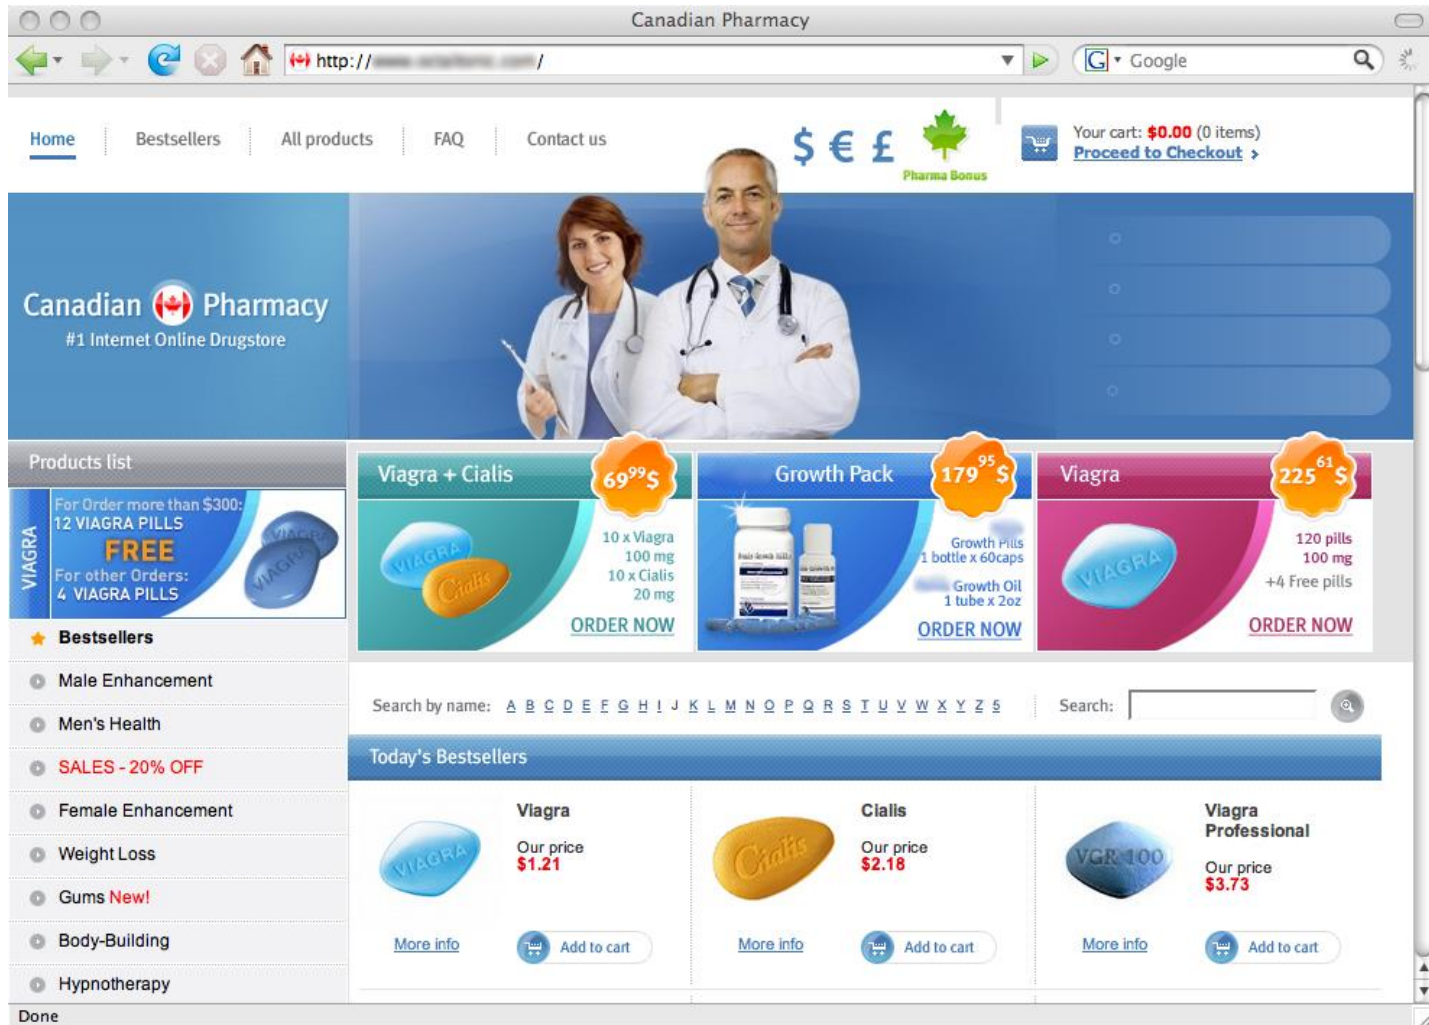 Canadian Pharmacy
http://
/
Google
Home
Bestsellers
All products
FAQ
Contact us
$ € £
Pharma Bonus
Your cart: $0.00 (0 items)
Proceed to Checkout
Canadian Pharmacy
#1 Internet Online Drugstore
Products list
VIAGRA
For Order more than $300:
12 VIAGRA PILLS
FREE
For other Orders:
4 VIAGRA PILLS
VIAGRA
VIAGRA
Bestsellers
Male Enhancement
Men's Health
SALES - 20% OFF
Female Enhancement
Weight Loss
Gums New!
Body-Building
Hypnotherapy
Viagra + Cialis
69 99 $
VIAGRA
Cialis
10 x Viagra
100 mg
10 x Cialis
20 mg
ORDER NOW
Growth Pack
179 95 $
Growth Pills
1 bottle x 60caps
Growth Oil
1 tube x 2oz
ORDER NOW
Viagra
225 61 $
VIAGRA
120 pills
100 mg
+4 Free pills
ORDER NOW
Search by name: A B C D E F G H I J K L M N O P Q R S T U V W X Y Z 5
Search:
Today's Bestsellers
VIAGRA
Viagra
Our price
$1.21
More info
Add to cart
Cialis
Cialis
Our price
$2.18
More info
Add to cart
VGR 100
Viagra
Professional
Our price
$3.73
More info
Add to cart
Done